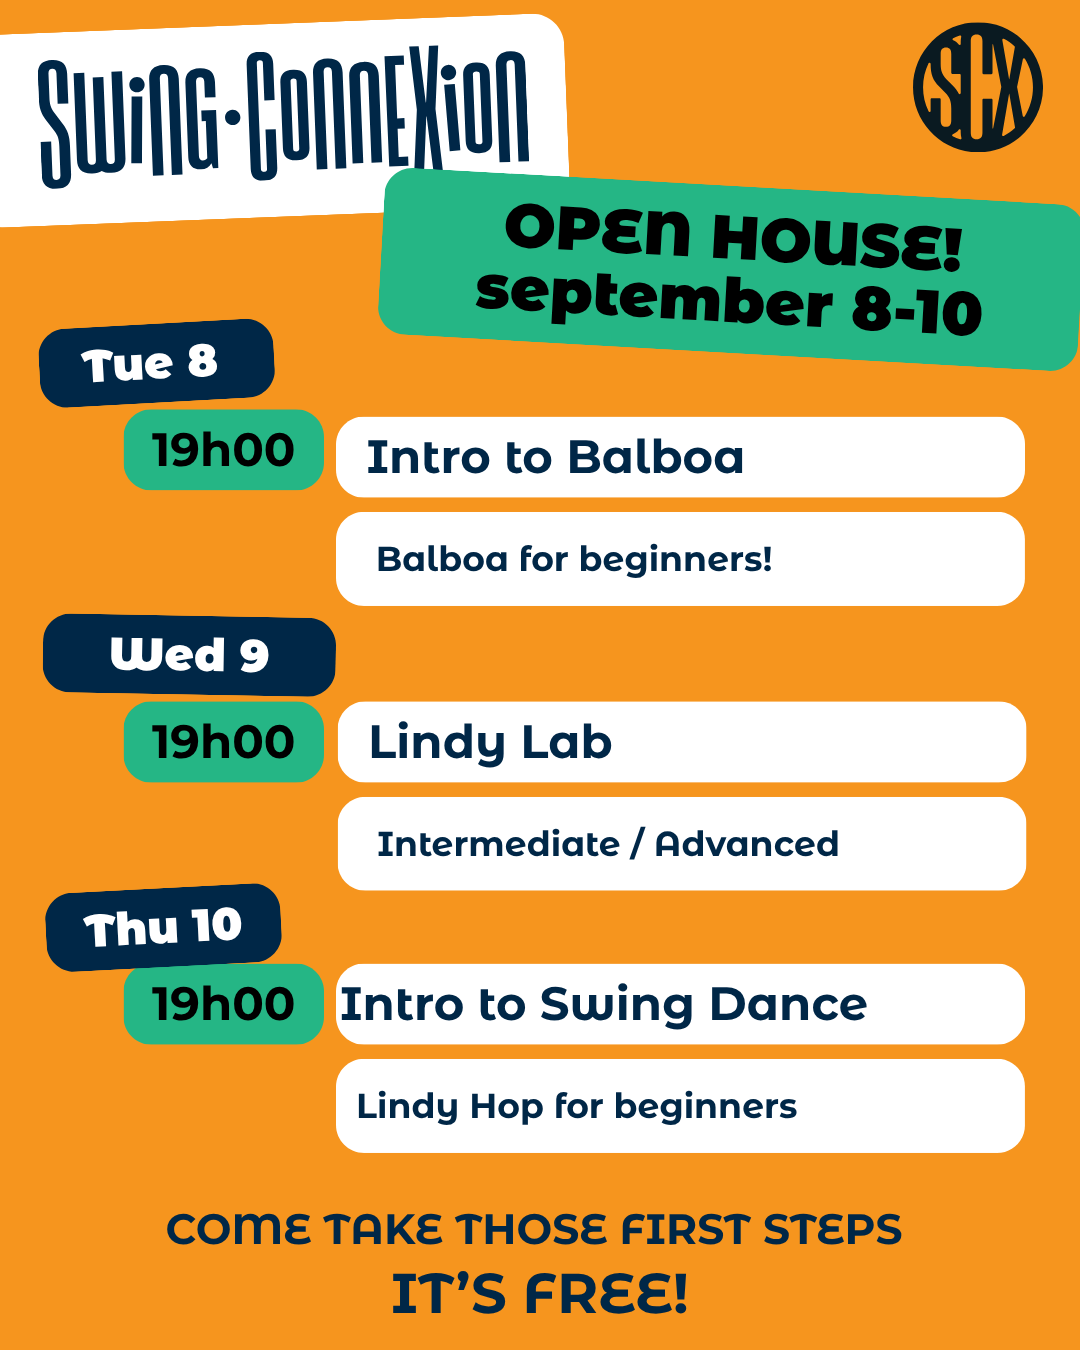 Swing·ConneXion
SCX
OPEN HOUSE!
september 8-10
Tue 8
19h00
Intro to Balboa
Balboa for beginners!
Wed 9
19h00
Lindy Lab
Intermediate / Advanced
Thu 10
19h00
Intro to Swing Dance
Lindy Hop for beginners
COME TAKE THOSE FIRST STEPS
IT'S FREE!